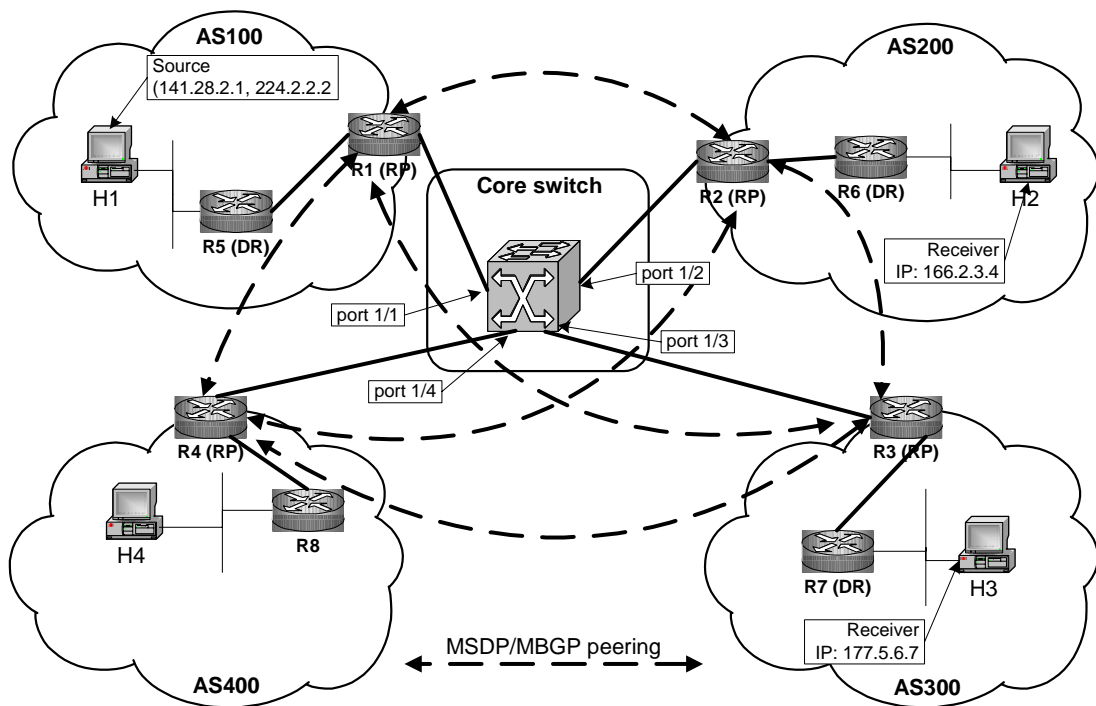 AS100
Source
(141.28.2.1, 224.2.2.2
H1
R5 (DR)
R1 (RP)
AS200
R2 (RP)
R6 (DR)
H2
Receiver
IP: 166.2.3.4
Core switch
port 1/1
port 1/2
port 1/3
port 1/4
R4 (RP)
H4
R8
AS400
R3 (RP)
R7 (DR)
H3
Receiver
IP: 177.5.6.7
AS300
MSDP/MBGP peering